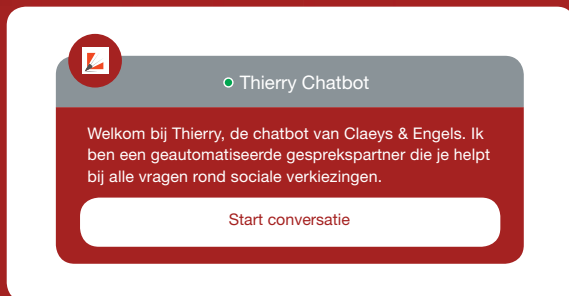 Thierry Chatbot
Welkom bij Thierry, de chatbot van Claeys & Engels. Ik
ben een geautomatiseerde gesprekspartner die je helpt
bij alle vragen rond sociale verkiezingen.
Start conversatie